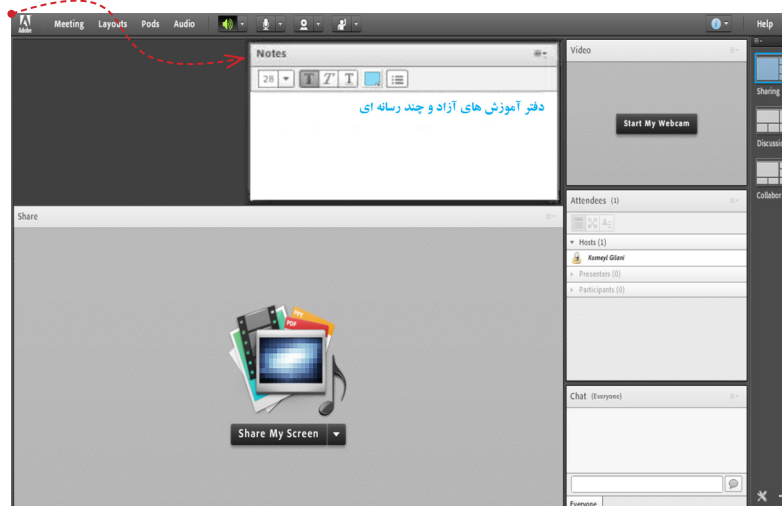 Adobe
Meeting Layouts Pods Audio Help
Notes
28 T T T
دفتر آموزش های آزاد و چند رسانه ای
Video
Start My Webcam
Sharing
Attendees (1)
Hosts (1)
Komeyl Gilani
Presenters (0)
Participants (0)
Share
PPT
PDF
Share My Screen
Chat (Everyone)
Everyone